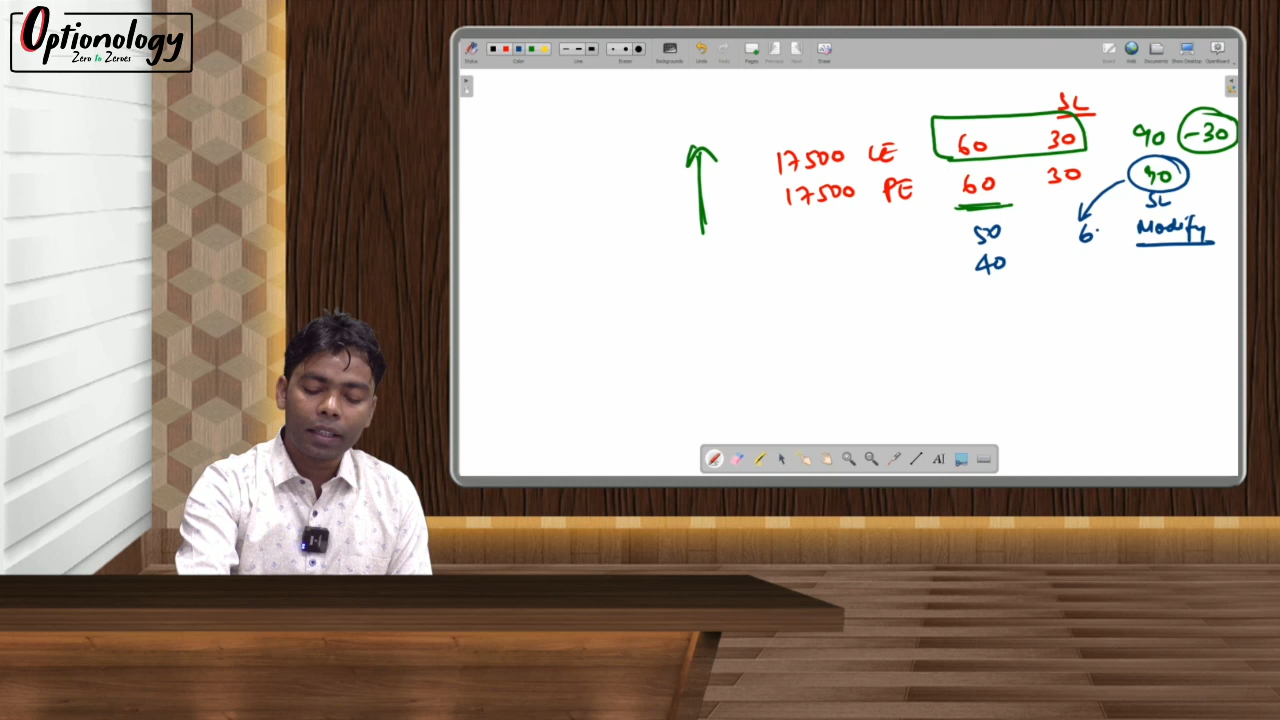 Optionology
Zero to Zeroes
SL
17500 CE 60 30 90 -30
17500 PE 60 30 90
SL
50 6. Modify
40